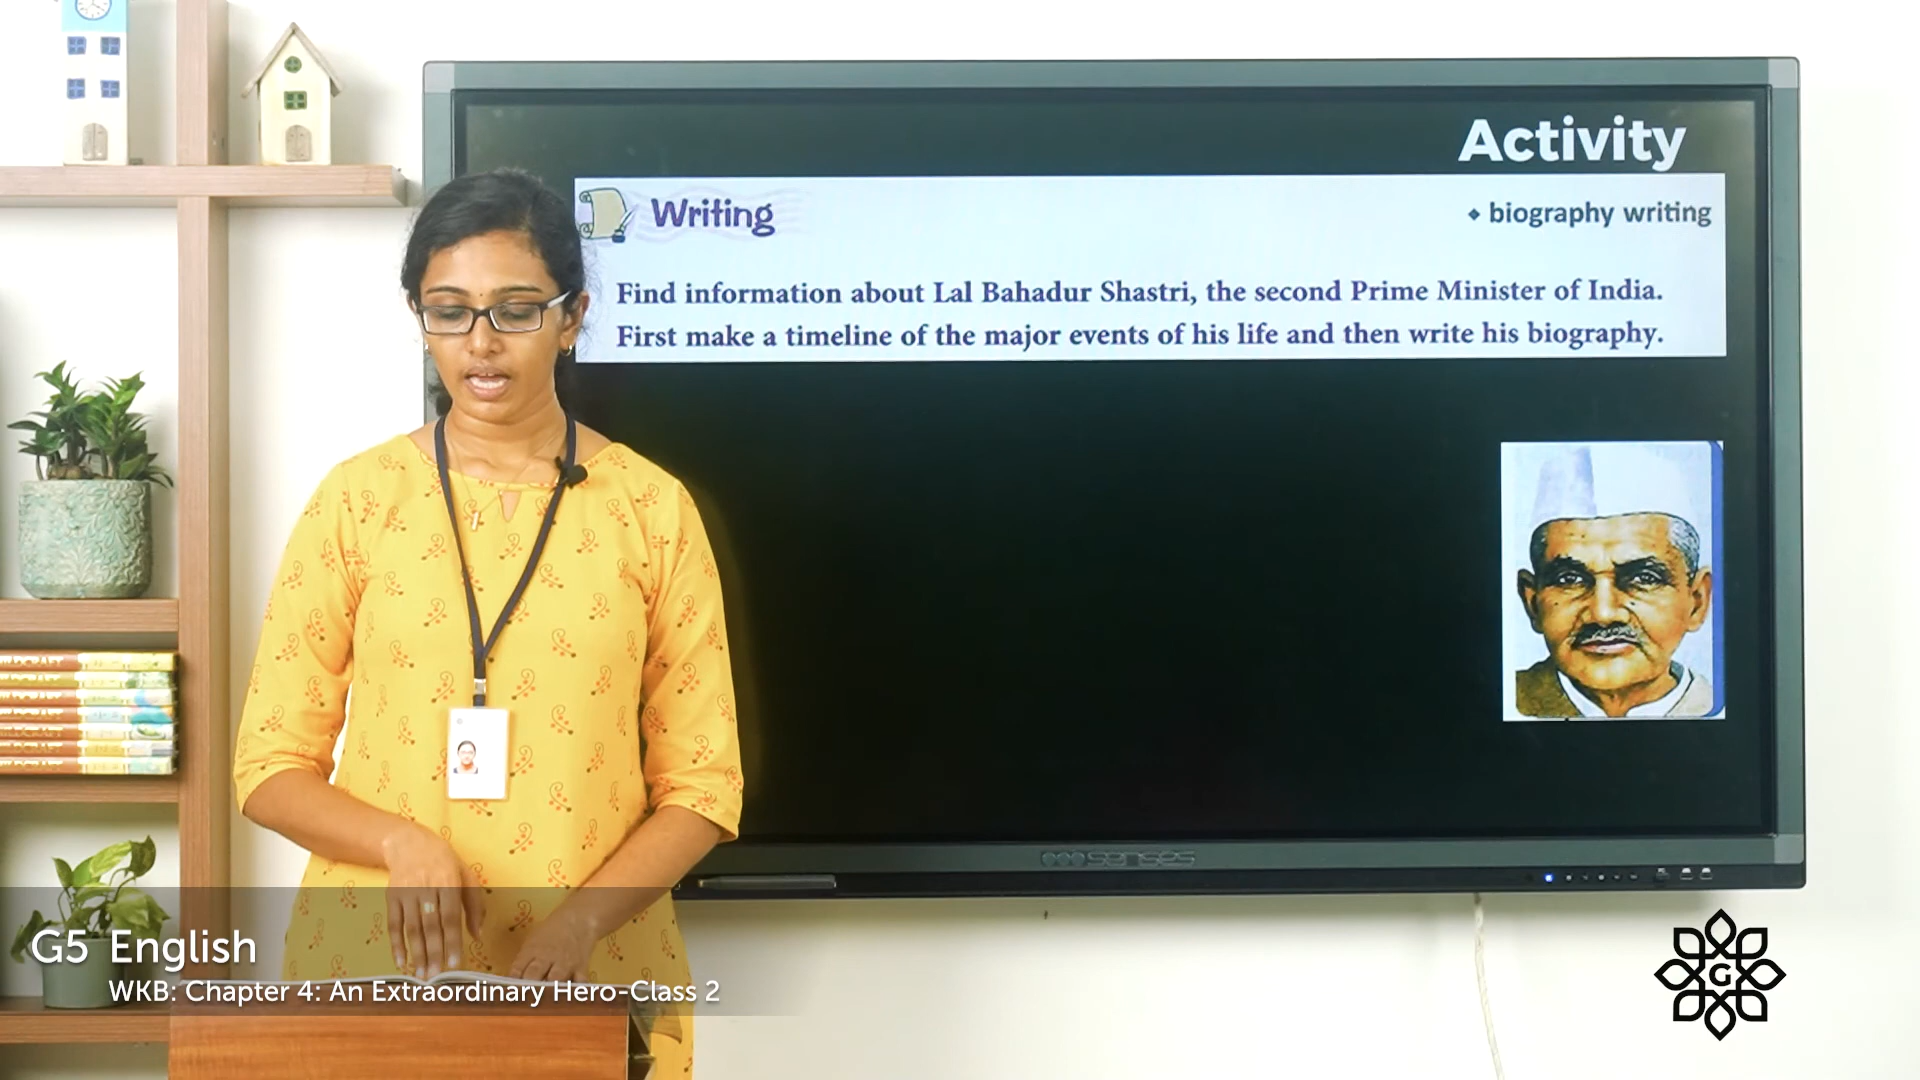 Activity
Writing
❖ biography writing
Find information about Lal Bahadur Shastri, the second Prime Minister of India.
First make a timeline of the major events of his life and then write his biography.
senses
G5 English
WKB: Chapter 4: An Extraordinary Hero-Class 2
G